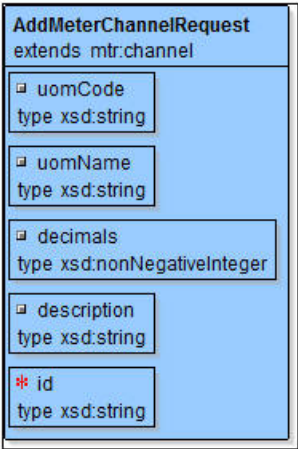 AddMeterChannelRequest
extends mtr:channel
uomCode
type xsd:string
uomName
type xsd:string
decimals
type xsd:nonNegativeInteger
description
type xsd:string
* id
type xsd:string